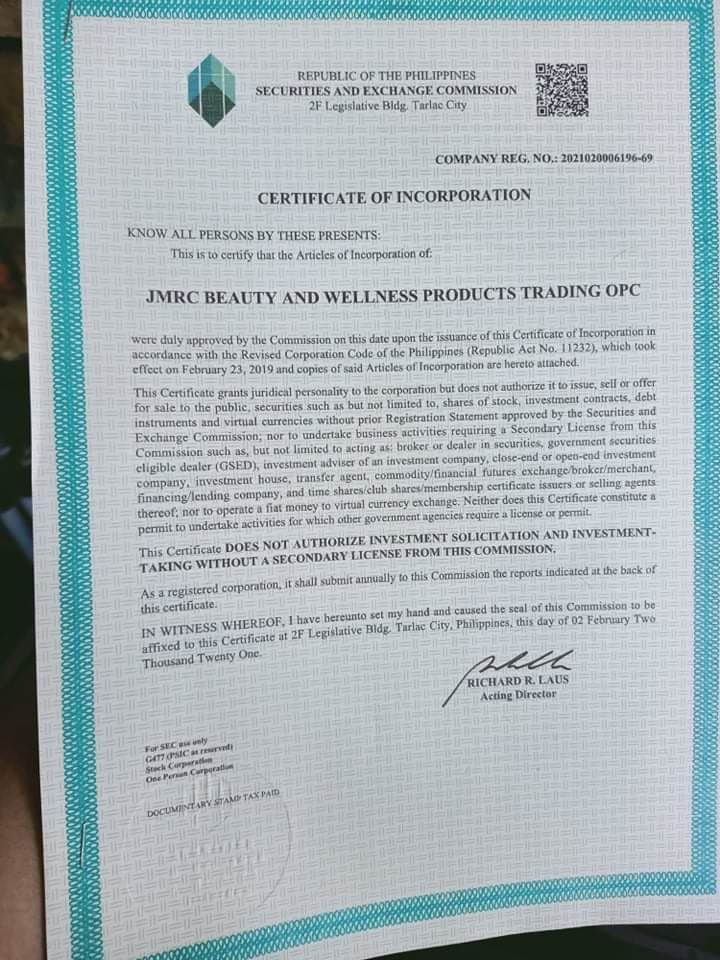 REPUBLIC OF THE PHILIPPINES
SECURITIES AND EXCHANGE COMMISSION
2F Legislative Bldg. Tarlac City
COMPANY REG. NO.: 2021020006196-69
CERTIFICATE OF INCORPORATION
KNOW ALL PERSONS BY THESE PRESENTS:
This is to certify that the Articles of Incorporation of:
JMRC BEAUTY AND WELLNESS PRODUCTS TRADING OPC
were duly approved by the Commission on this date upon the issuance of this Certificate of Incorporation in
accordance with the Revised Corporation Code of the Philippines (Republic Act No. 11232), which took
effect on February 23, 2019 and copies of said Articles of Incorporation are hereto attached.
This Certificate grants juridical personality to the corporation but does not authorize it to issue, sell or offer
for sale to the public, securities such as but not limited to, shares of stock, investment contracts, debt
instruments and virtual currencies without prior Registration Statement approved by the Securities and
Exchange Commission; nor to undertake business activities requiring a Secondary License from this
Commission such as, but not limited to acting as: broker or dealer in securities, government securities
eligible dealer (GSED), investment adviser of an investment company, close-end or open-end investment
company, investment house, transfer agent, commodity/financial futures exchange/broker/merchant,
financing/lending company, and time shares/club shares/membership certificate issuers or selling agents
thereof; nor to operate a fiat money to virtual currency exchange. Neither does this Certificate constitute a
permit to undertake activities for which other government agencies require a license or permit.
This Certificate DOES NOT AUTHORIZE INVESTMENT SOLICITATION AND INVESTMENT-
TAKING WITHOUT A SECONDARY LICENSE FROM THIS COMMISSION.
As a registered corporation, it shall submit annually to this Commission the reports indicated at the back of
this certificate.
IN WITNESS WHEREOF, I have hereunto set my hand and caused the seal of this Commission to be
affixed to this Certificate at 2F Legislative Bldg. Tarlac City, Philippines, this day of 02 February Two
Thousand Twenty One.
RICHARD R. LAUS
Acting Director
For SEC use only
G477 (PSIC as reserved)
Stock Corporation
One Person Corporation
DOCUMENTARY STAMP TAX PAID